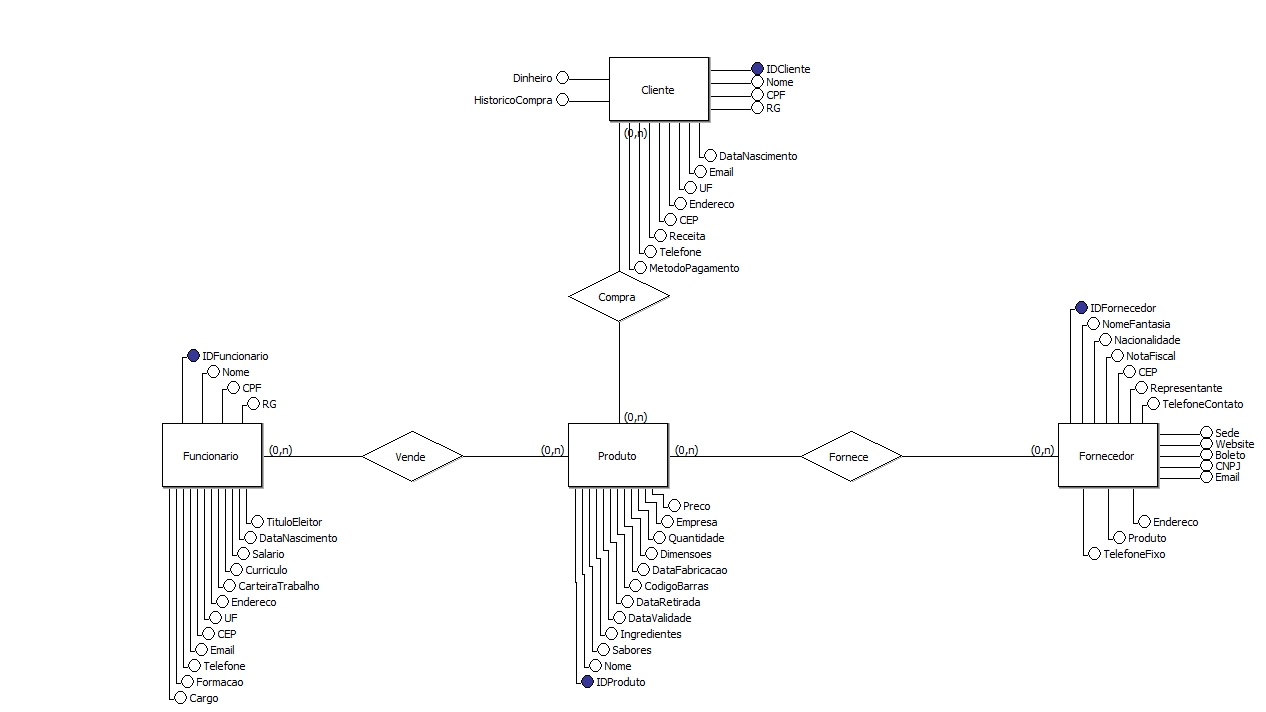 Dinheiro
HistoricoCompra
Cliente
IDCliente
Nome
CPF
RG
(0,n)
DataNascimento
Email
UF
Endereco
CEP
Receita
Telefone
MetodoPagamento
Compra
(0,n)
IDFuncionario
Nome
CPF
RG
Funcionario
(0,n)
Vende
(0,n)
Produto
(0,n)
Fornece
(0,n)
Fornecedor
IDFornecedor
NomeFantasia
Nacionalidade
NotaFiscal
CEP
Representante
TelefoneContato
Sede
Website
Boleto
CNPJ
Email
Endereco
Produto
TelefoneFixo
TituloEleitor
DataNascimento
Salario
Curriculo
CarteiraTrabalho
Endereco
UF
CEP
Email
Telefone
Formacao
Cargo
Preco
Empresa
Quantidade
Dimensoes
DataFabricacao
CodigoBarras
DataRetirada
DataValidade
Ingredientes
Sabores
Nome
IDProduto